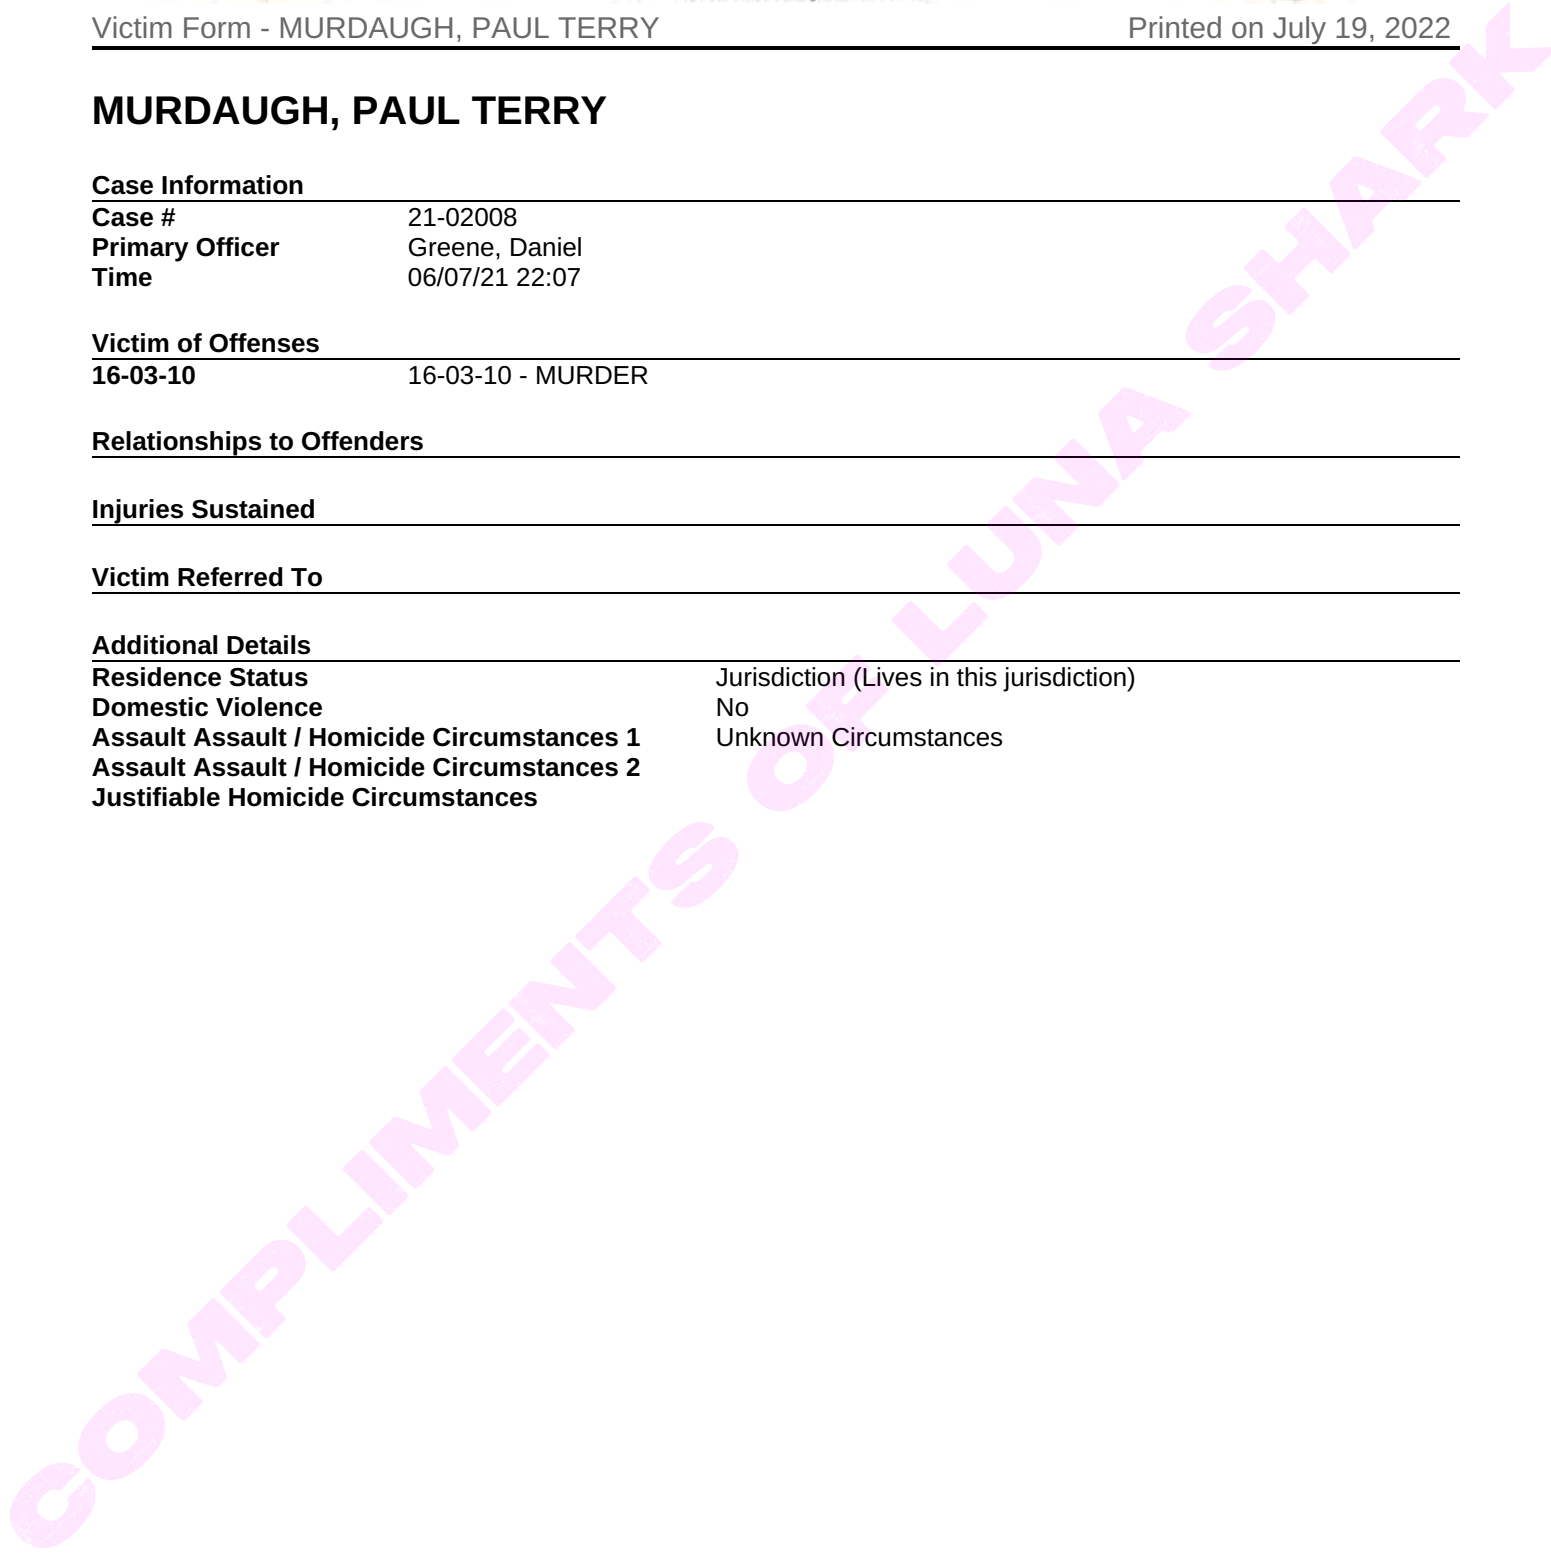 Victim Form - MURDAUGH, PAUL TERRY Printed on July 19, 2022
MURDAUGH, PAUL TERRY
Case Information
Case # 21-02008
Primary Officer Greene, Daniel
Time 06/07/21 22:07
Victim of Offenses
16-03-10 16-03-10 - MURDER
Relationships to Offenders
Injuries Sustained
Victim Referred To
Additional Details
Residence Status Jurisdiction (Lives in this jurisdiction)
Domestic Violence No
Assault Assault / Homicide Circumstances 1 Unknown Circumstances
Assault Assault / Homicide Circumstances 2
Justifiable Homicide Circumstances
COMPLIMENTS OF LUNA SHARK